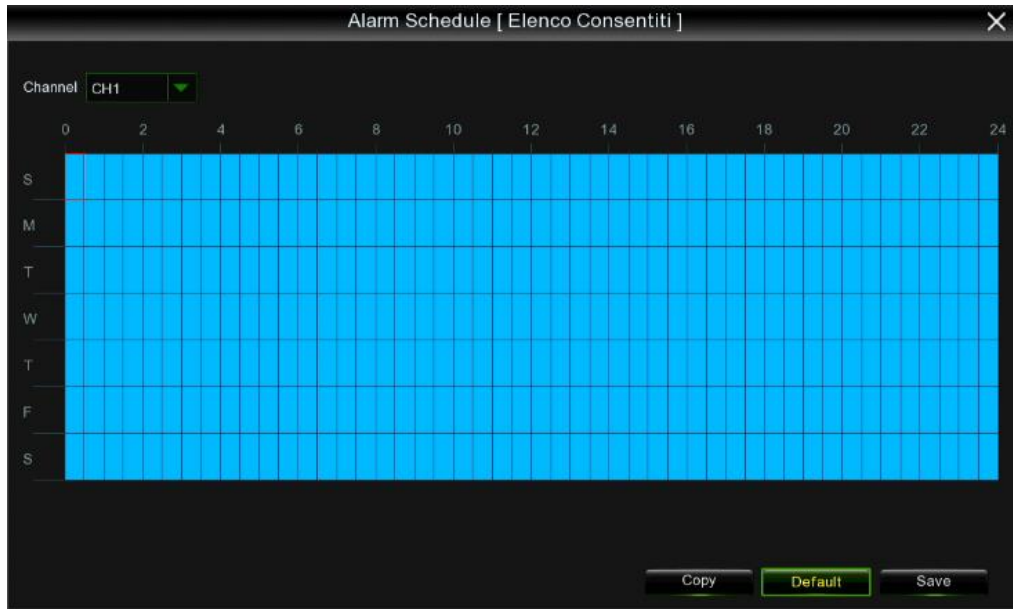 Alarm Schedule [ Elenco Consentiti ]
Channel CH1
0 2 4 6 8 10 12 14 16 18 20 22 24
S
M
T
W
T
F
S
Copy Default Save